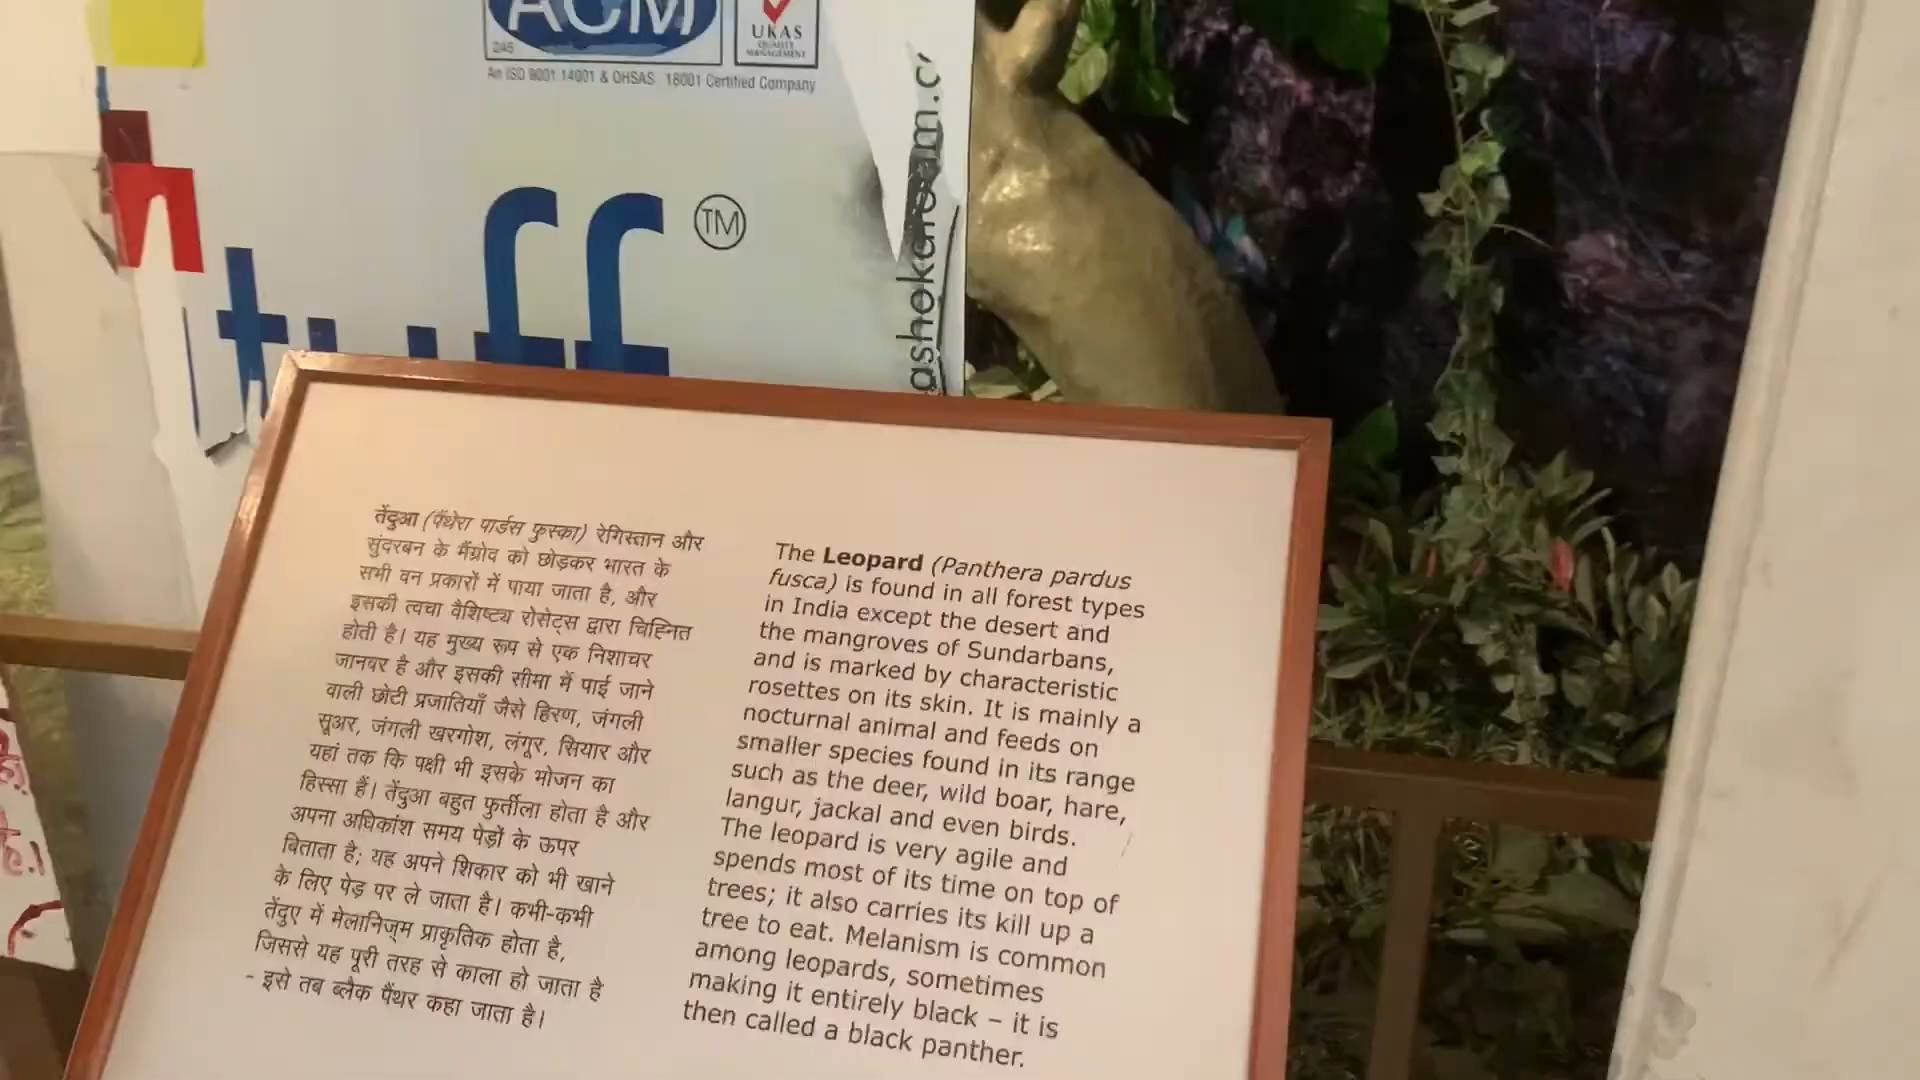 ACM
245
UKAS
QUALITY
MANAGEMENT
An ISO 9001 14001 & OHSAS 18001 Certified Company
tuff
TM
तेंदुआ (पैंथेरा पार्डस फुस्का) रेगिस्तान और
सुंदरबन के मैंग्रोव को छोड़कर भारत के
सभी वन प्रकारों में पाया जाता है, और
इसकी त्वचा वैशिष्ट्य रोसेट्स द्वारा चिह्नित
होती है। यह मुख्य रूप से एक निशाचर
जानवर है और इसकी सीमा में पाई जाने
वाली छोटी प्रजातियाँ जैसे हिरण, जंगली
सूअर, जंगली खरगोश, लंगूर, सियार और
यहां तक कि पक्षी भी इसके भोजन का
हिस्सा हैं। तेंदुआ बहुत फुर्तीला होता है और
अपना अधिकांश समय पेड़ों के ऊपर
बिताता है; यह अपने शिकार को भी खाने
के लिए पेड़ पर ले जाता है। कभी-कभी
तेंदुए में मेलानिज्म प्राकृतिक होता है,
जिससे यह पूरी तरह से काला हो जाता है
- इसे तब ब्लैक पैंथर कहा जाता है।
The Leopard (Panthera pardus
fusca) is found in all forest types
in India except the desert and
the mangroves of Sundarbans,
and is marked by characteristic
rosettes on its skin. It is mainly a
nocturnal animal and feeds on
smaller species found in its range
such as the deer, wild boar, hare,
langur, jackal and even birds.
The leopard is very agile and
spends most of its time on top of
trees; it also carries its kill up a
tree to eat. Melanism is common
among leopards, sometimes
making it entirely black – it is
then called a black panther.